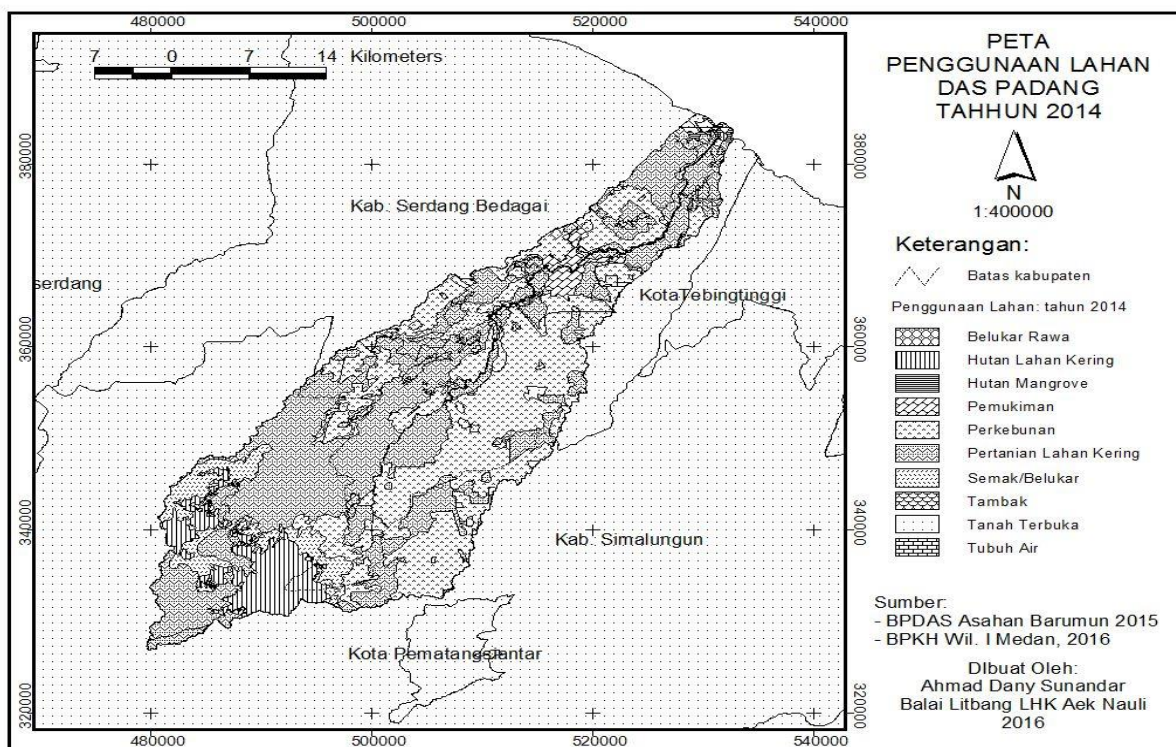 480000 500000 520000 540000
7 0 7 14 Kilometers
380000
360000
340000
320000
Kab. Serdang Bedagai
serdang
KotaTebingtinggi
Kab. Simalungun
Kota Pematangsiantar
380000
360000
340000
320000
480000 500000 520000 540000
PETA
PENGGUNAAN LAHAN
DAS PADANG
TAHHUN 2014
N
1:400000
Keterangan:
Batas kabupaten
Penggunaan Lahan: tahun 2014
Belukar Rawa
Hutan Lahan Kering
Hutan Mangrove
Pemukiman
Perkebunan
Pertanian Lahan Kering
Semak/Belukar
Tambak
Tanah Terbuka
Tubuh Air
Sumber:
- BPDAS Asahan Barumun 2015
- BPKH Wil. I Medan, 2016
DIbuat Oleh:
Ahmad Dany Sunandar
Balai Litbang LHK Aek Nauli
2016